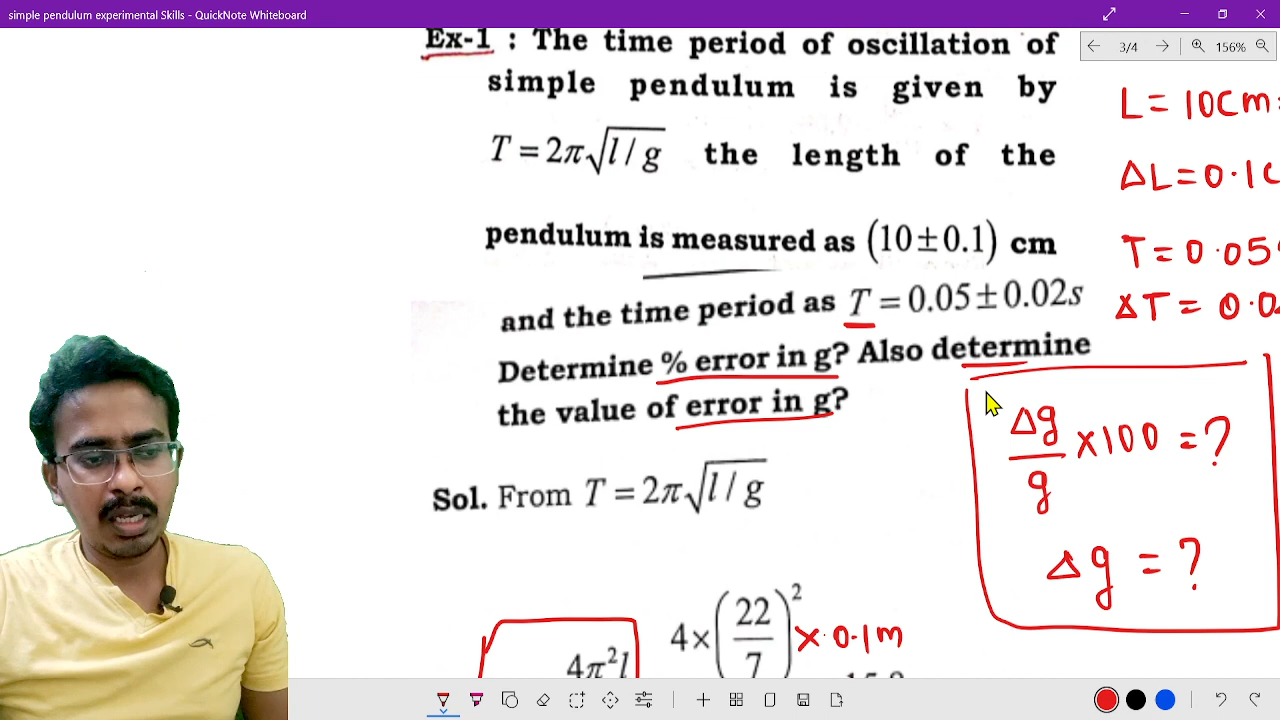 simple pendulum experimental Skills - QuickNote Whiteboard
3/4
156%
Ex-1 : The time period of oscillation of
simple pendulum is given by
T = 2π√l/g the length of the
pendulum is measured as (10±0.1) cm
and the time period as T = 0.05±0.02s
Determine % error in g? Also determine
the value of error in g?
Sol. From T = 2π√l/g
4π²l
4×(22/7)² × 0.1m
L = 10cm
ΔL = 0.1c
T = 0.05
ΔT = 0.0
Δg/g ×100 = ?
Δg = ?